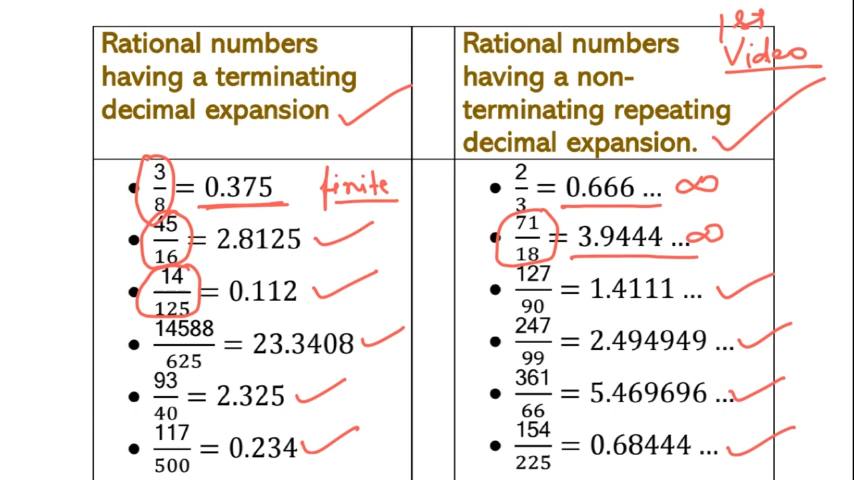 Rational numbers
having a terminating
decimal expansion
• 3/8 = 0.375 finite
• 45/16 = 2.8125
• 14/125 = 0.112
• 14588/625 = 23.3408
• 93/40 = 2.325
• 117/500 = 0.234
1st
Video
Rational numbers
having a non-
terminating repeating
decimal expansion.
• 2/3 = 0.666 ... ∞
• 71/18 = 3.9444 ... ∞
• 127/90 = 1.4111 ...
• 247/99 = 2.494949 ...
• 361/66 = 5.469696 ...
• 154/225 = 0.68444 ...